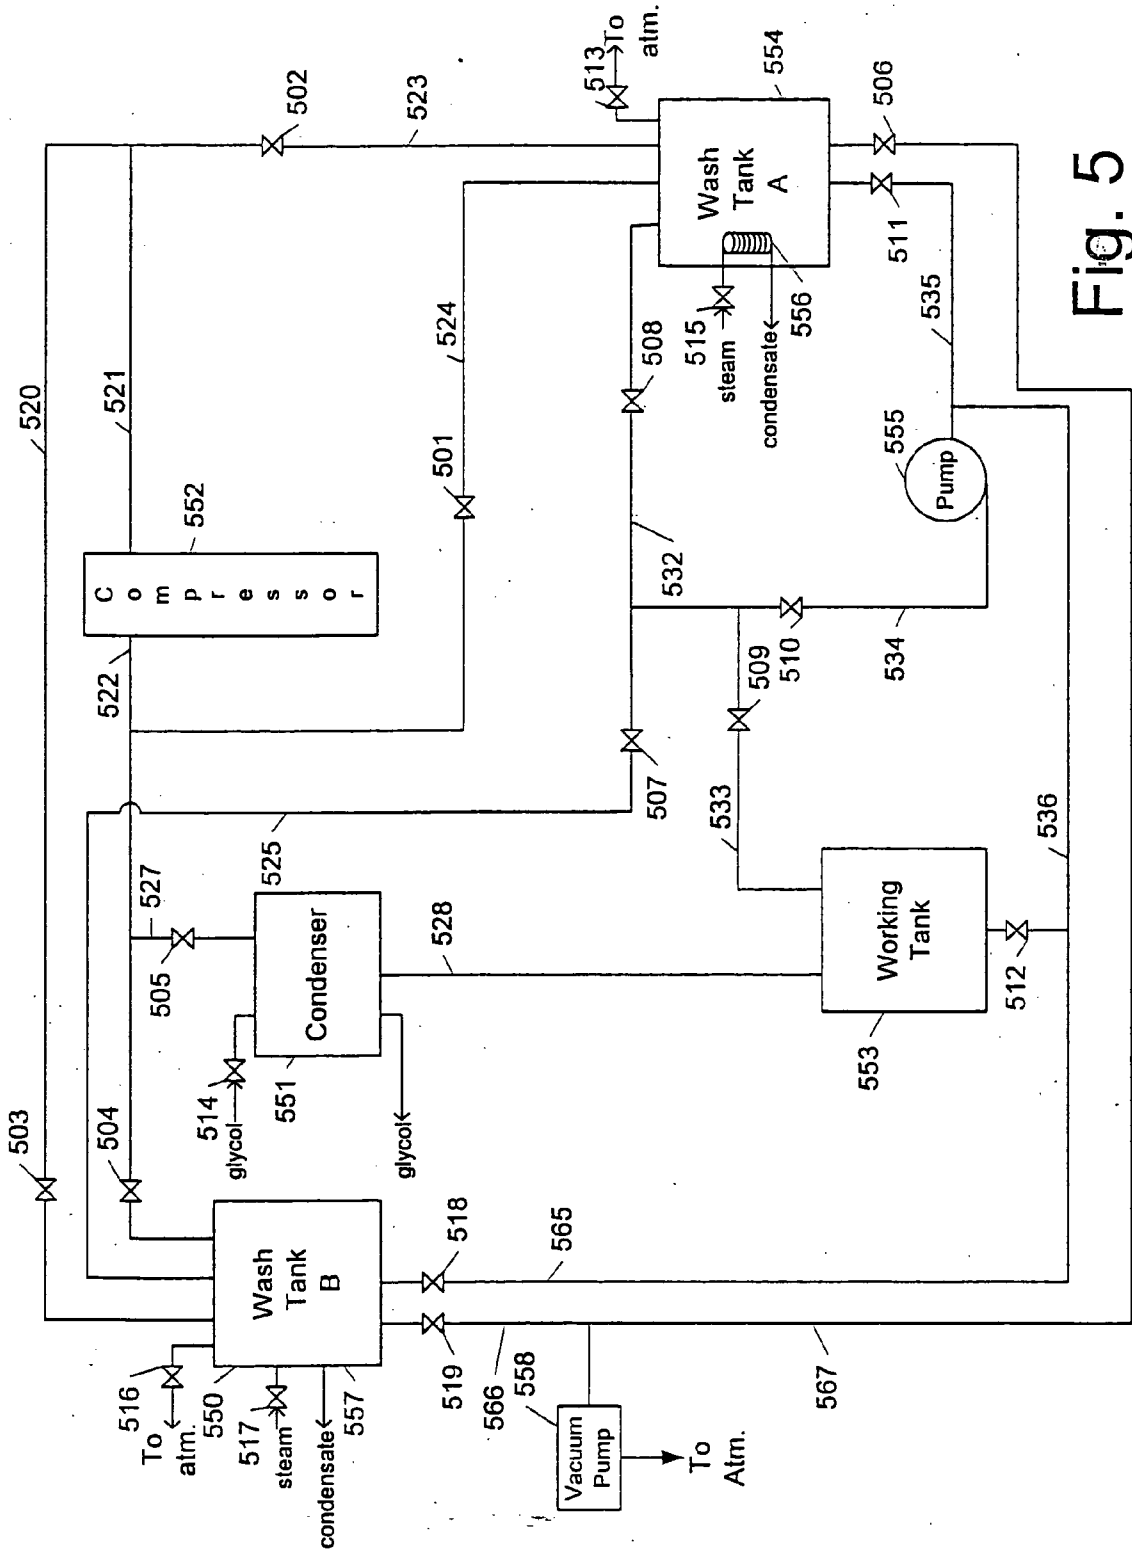 520
503
521
504
522
C
o
m
p
r
e
s
s
o
r
552
502
523
527
505
516
To
atm.
514
glycol
Condenser
551
525
glycol
Wash
Tank
B
550
517
steam
557
condensate
501
524
528
518
519
565
566
558
Vacuum
Pump
To
Atm.
513
To
atm.
507
532
508
509
510
533
534
Wash
Tank
A
554
515
steam
556
condensate
506
511
535
555
Pump
Working
Tank
553
512
536
567
Fig. 5